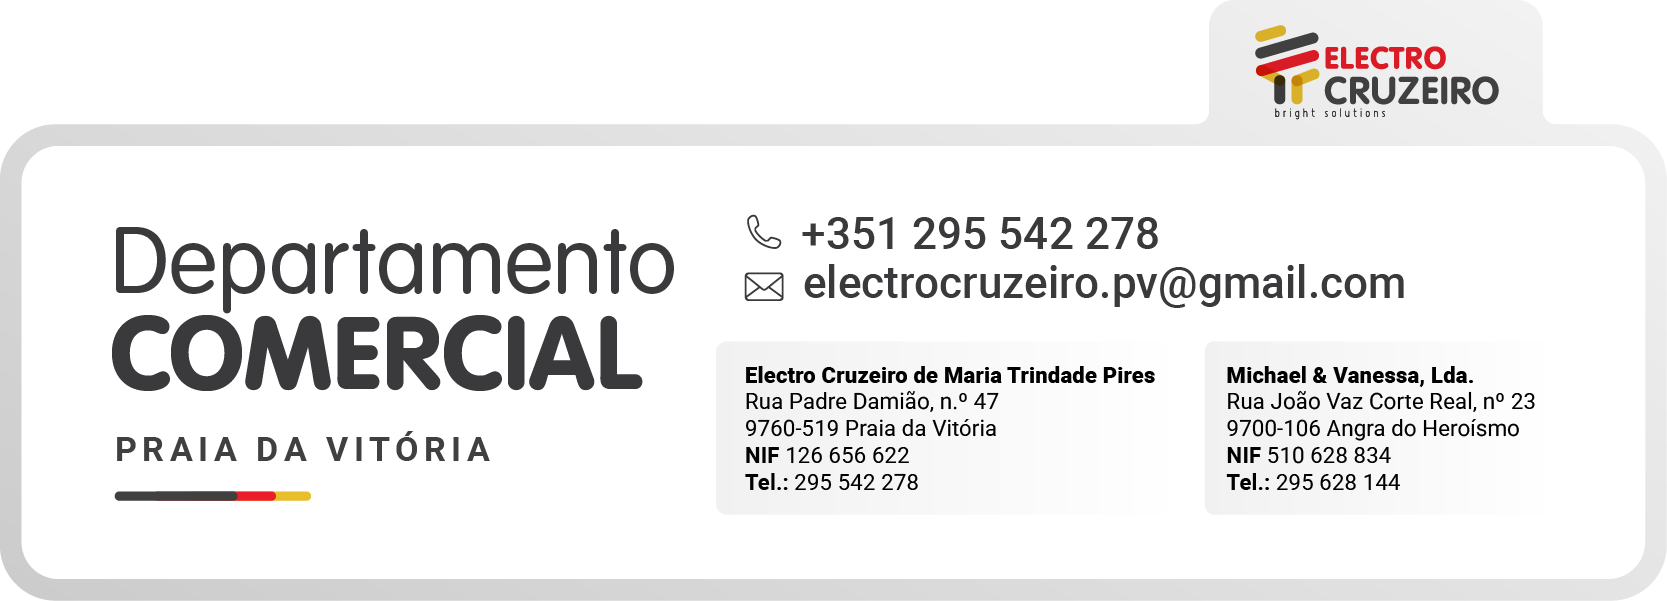 ELECTRO
CRUZEIRO
bright solutions
Departamento
COMERCIAL
PRAIA DA VITÓRIA
+351 295 542 278
electrocruzeiro.pv@gmail.com
Electro Cruzeiro de Maria Trindade Pires
Rua Padre Damião, n.º 47
9760-519 Praia da Vitória
NIF 126 656 622
Tel.: 295 542 278
Michael & Vanessa, Lda.
Rua João Vaz Corte Real, nº 23
9700-106 Angra do Heroísmo
NIF 510 628 834
Tel.: 295 628 144